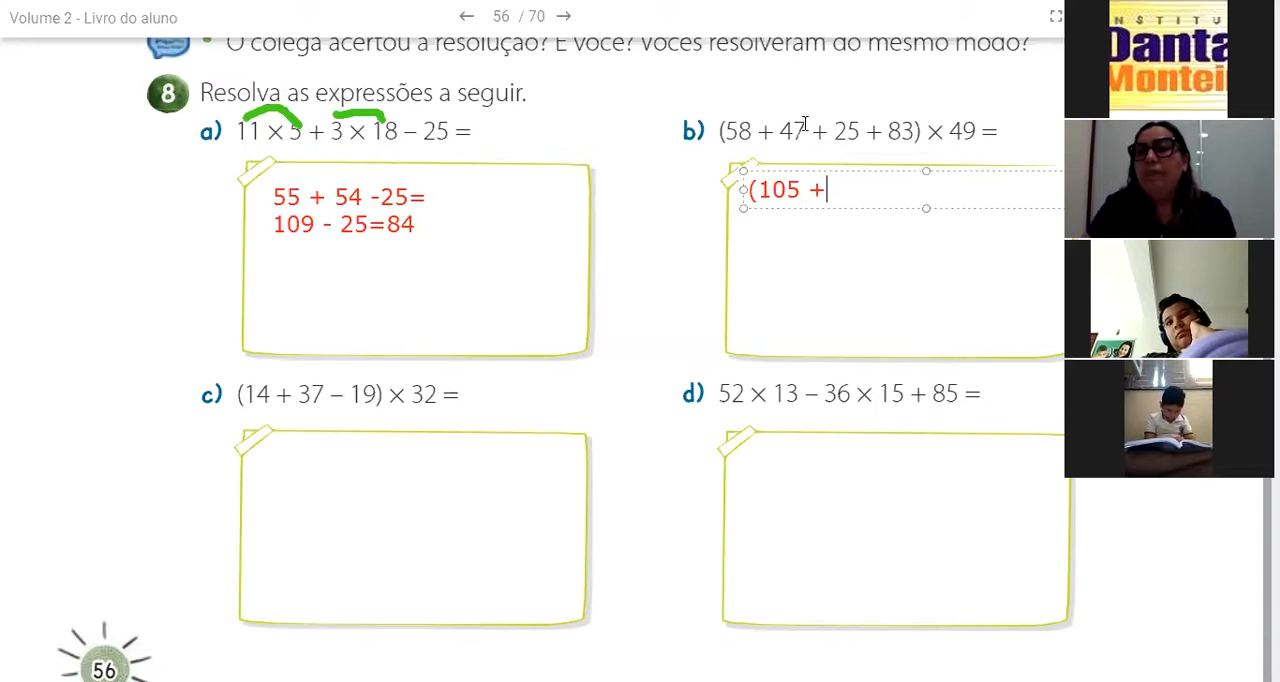 Volume 2 - Livro do aluno
← 56 / 70 →
O colega acertou a resolução? E você? Vocês resolveram do mesmo modo?
8 Resolva as expressões a seguir.
a) 11 × 5 + 3 × 18 – 25 =
55 + 54 -25=
109 - 25=84
b) (58 + 47 + 25 + 83) × 49 =
(105 +
c) (14 + 37 – 19) × 32 =
d) 52 × 13 – 36 × 15 + 85 =
56
NSTITU
Danta
Montei